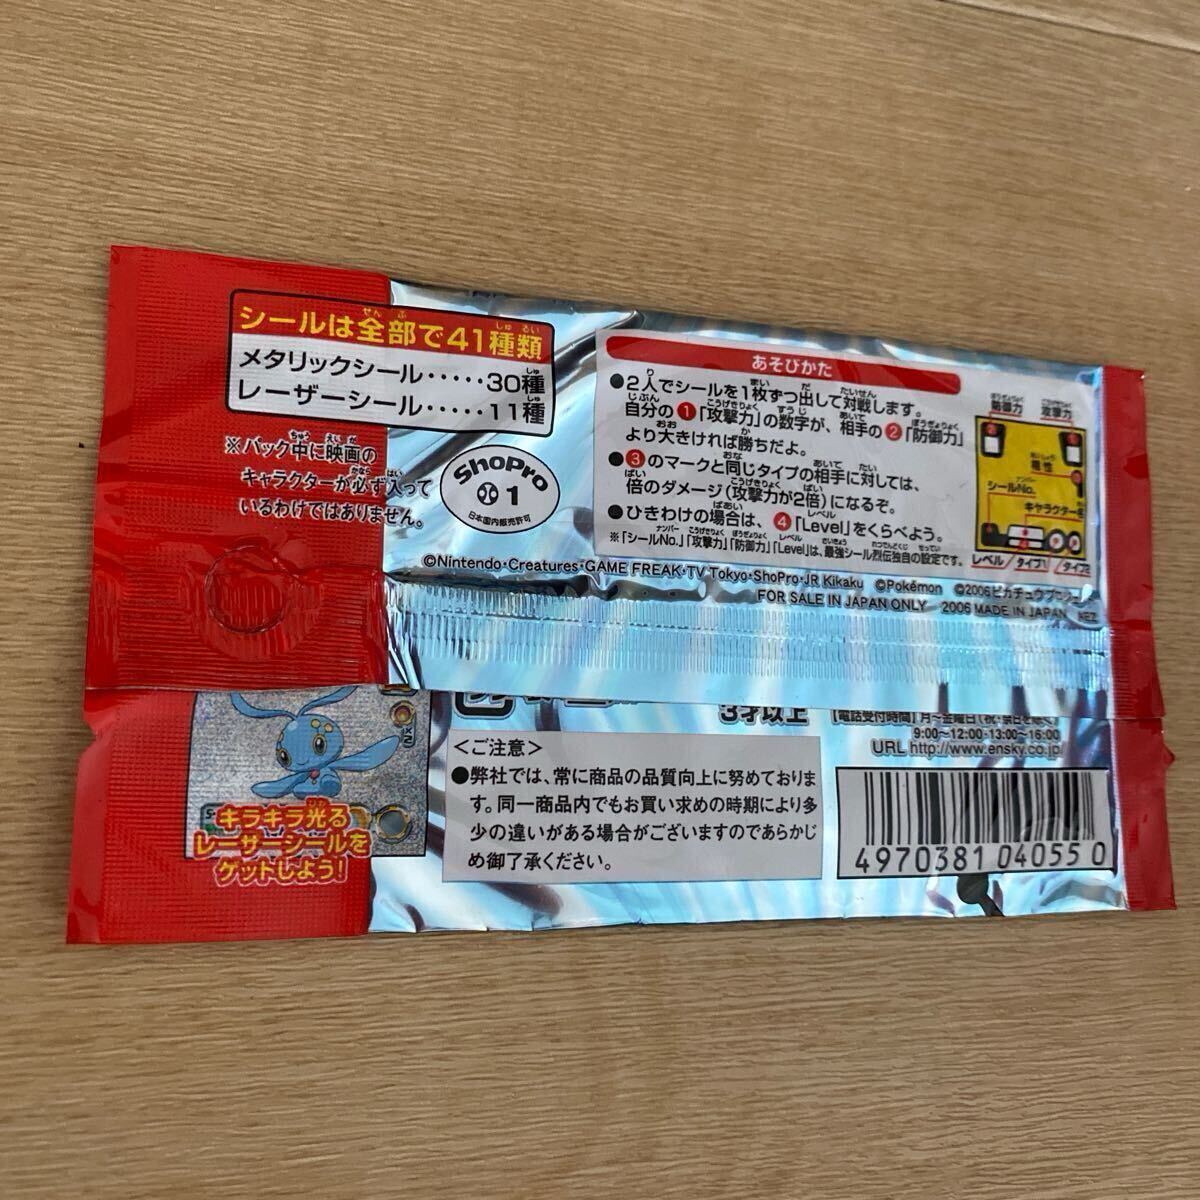 シールは全部で41種類
メタリックシール・・・・・30種
レーザーシール・・・・・11種
※パック中に映画の
キャラクターが必ず入って
いるわけではありません。
ShoPro
1
日本国内販売許可
あそびかた
●2人でシールを1枚ずつ出して対戦します。
自分の❶「攻撃力」の数字が、相手の❷「防御力」
より大きければ勝ちだよ。
●❸のマークと同じタイプの相手に対しては、
倍のダメージ(攻撃力が2倍)になるぞ。
●ひきわけの場合は、❹「Level」をくらべよう。
※「シールNo.」「攻撃力」「防御力」「Level」は、最強シール烈伝独自の設定です。
防御力 攻撃力
シールNo.
レベル タイプ1 タイプ2
©Nintendo・Creatures・GAME FREAK・TV Tokyo・ShoPro・JR Kikaku ©Pokémon
FOR SALE IN JAPAN ONLY 2006 MADE IN JAPAN
3才以上
【電話受付時間】月〜金曜日(祝・祭日を除く)
9:00〜12:00・13:00〜16:00
URL http://www.ensky.co.jp/
<ご注意>
●弊社では、常に商品の品質向上に努めておりま
す。同一商品内でもお買い求めの時期により多
少の違いがある場合がございますのであらかじ
め御了承ください。
キラキラ光る
レーザーシールを
ゲットしよう!
×2
4970381 04055 0